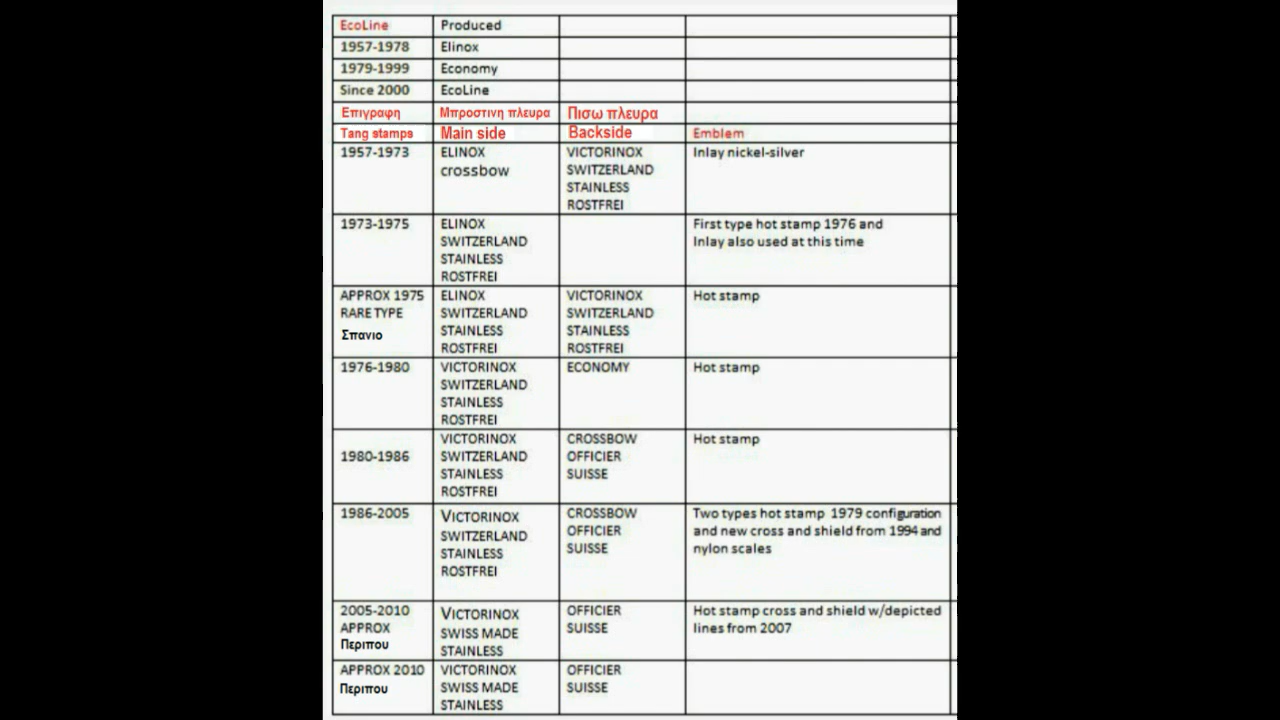 EcoLine Produced
1957-1978 Elinox
1979-1999 Economy
Since 2000 EcoLine
Επιγραφη Μπροστινη πλευρα Πισω πλευρα
Tang stamps Main side Backside Emblem
1957-1973 ELINOX VICTORINOX Inlay nickel-silver
crossbow SWITZERLAND
STAINLESS
ROSTFREI
1973-1975 ELINOX First type hot stamp 1976 and
SWITZERLAND Inlay also used at this time
STAINLESS
ROSTFREI
APPROX 1975 ELINOX VICTORINOX Hot stamp
RARE TYPE SWITZERLAND SWITZERLAND
Σπανιο STAINLESS STAINLESS
ROSTFREI ROSTFREI
1976-1980 VICTORINOX ECONOMY Hot stamp
SWITZERLAND
STAINLESS
ROSTFREI
VICTORINOX CROSSBOW Hot stamp
1980-1986 SWITZERLAND OFFICIER
STAINLESS SUISSE
ROSTFREI
1986-2005 VICTORINOX CROSSBOW Two types hot stamp 1979 configuration
SWITZERLAND OFFICIER and new cross and shield from 1994 and
STAINLESS SUISSE nylon scales
ROSTFREI
2005-2010 VICTORINOX OFFICIER Hot stamp cross and shield w/depicted
APPROX SWISS MADE SUISSE lines from 2007
Περιπου STAINLESS
APPROX 2010 VICTORINOX OFFICIER
Περιπου SWISS MADE SUISSE
STAINLESS